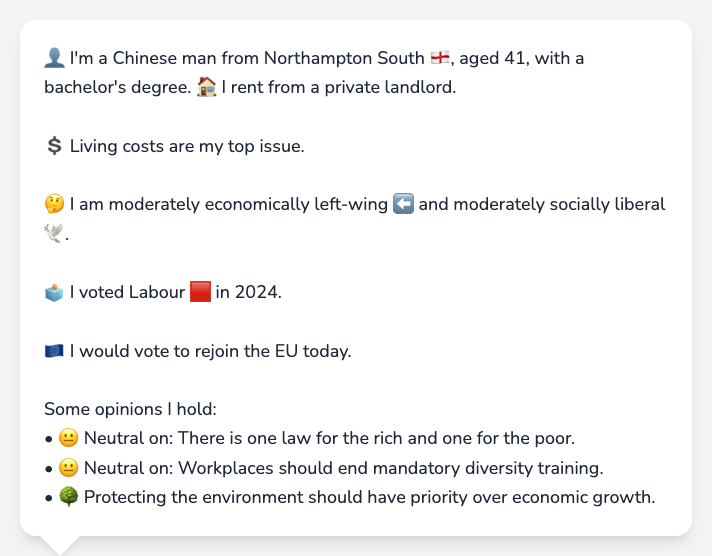 👤 I'm a Chinese man from Northampton South 🏴󠁧󠁢󠁥󠁮󠁧󠁿, aged 41, with a
bachelor's degree. 🏠 I rent from a private landlord.
💲 Living costs are my top issue.
🤔 I am moderately economically left-wing ⬅️ and moderately socially liberal
🕊️.
🗳️ I voted Labour 🟥 in 2024.
🇪🇺 I would vote to rejoin the EU today.
Some opinions I hold:
• 😐 Neutral on: There is one law for the rich and one for the poor.
• 😐 Neutral on: Workplaces should end mandatory diversity training.
• 🌳 Protecting the environment should have priority over economic growth.